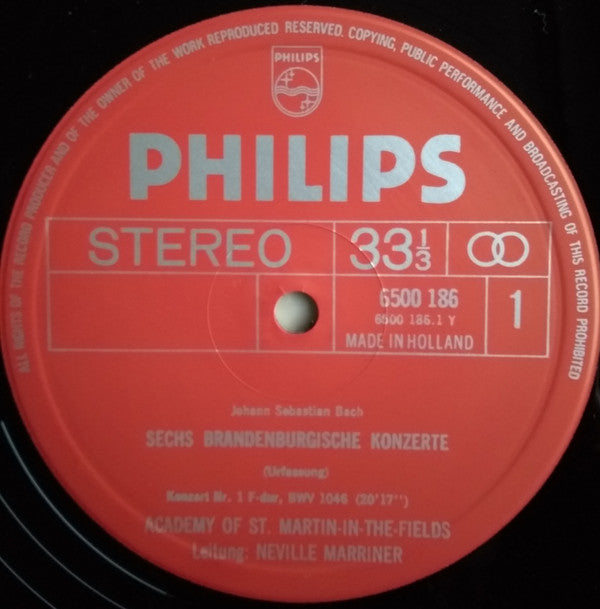 ALL RIGHTS OF THE RECORD PRODUCER AND OF THE OWNER OF THE WORK REPRODUCED RESERVED. COPYING, PUBLIC PERFORMANCE AND BROADCASTING OF THIS RECORD PROHIBITED
PHILIPS
PHILIPS
STEREO 33 1/3
6500 186
6500 186.1 Y
MADE IN HOLLAND
1
Johann Sebastian Bach
SECHS BRANDENBURGISCHE KONZERTE
(Urfassung)
Konzert Nr. 1 F-dur, BWV 1046 (20'17'')
ACADEMY OF ST. MARTIN-IN-THE-FIELDS
Leitung: NEVILLE MARRINER